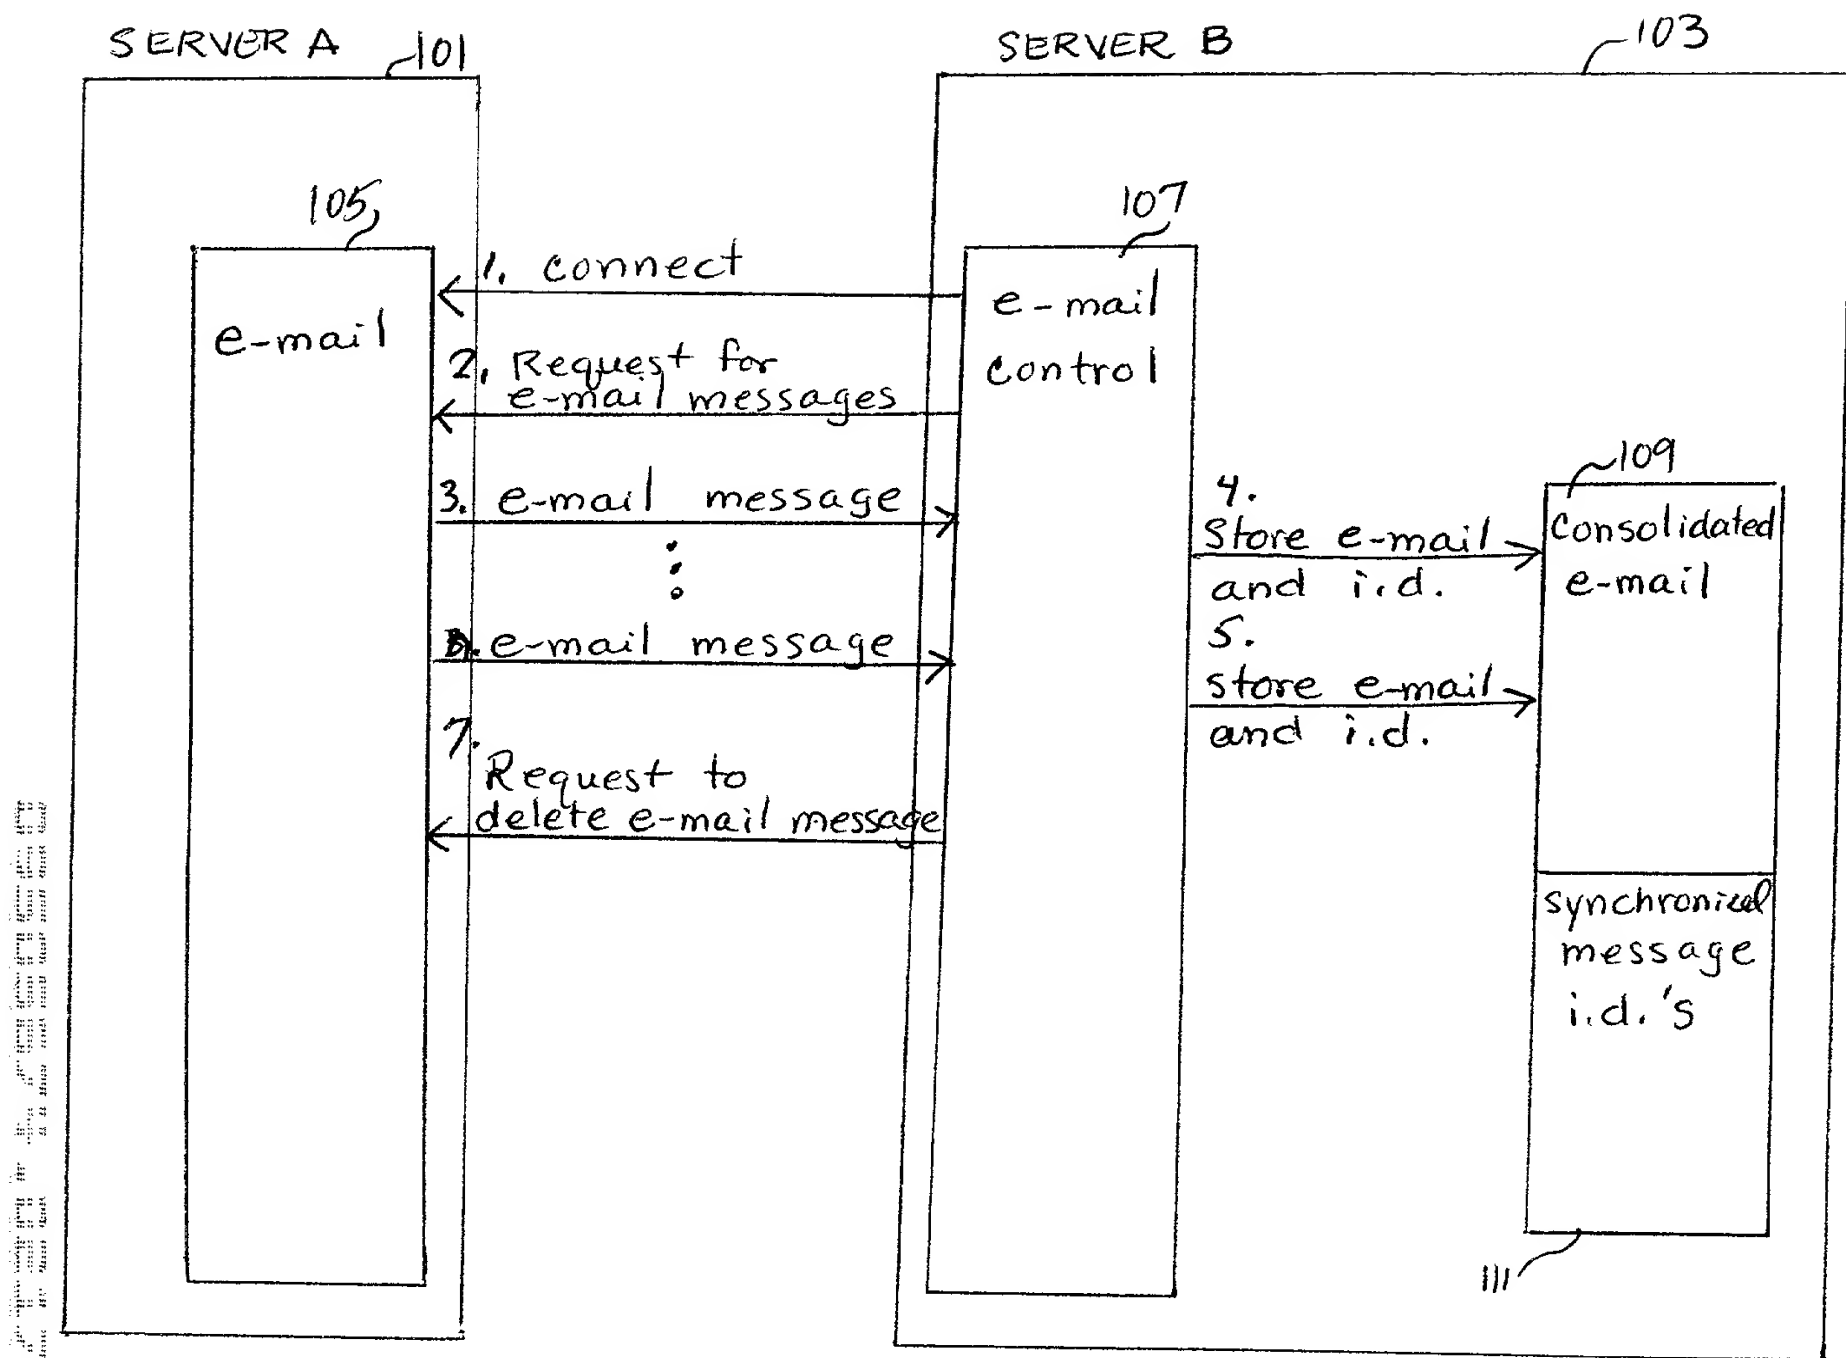 SERVER A
101
SERVER B
103
105
107
1. connect
e-mail
control
e-mail
2. Request for
e-mail messages
109
3. e-mail message
4.
Store e-mail
and i.d.
Consolidated
e-mail
e-mail message
5.
store e-mail
and i.d.
7.
Request to
delete e-mail message
synchronized
message
i.d.'s
111